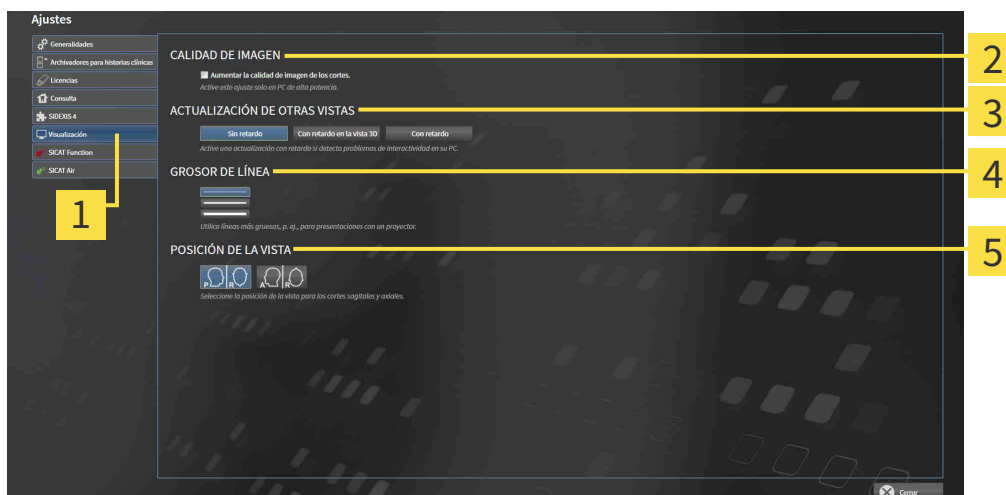 Ajustes
Generalidades
Archivadores para historias clínicas
Licencias
Consulta
SIDEXIS 4
Visualización
SICAT Function
SICAT Air
1
CALIDAD DE IMAGEN
2
Aumentar la calidad de imagen de los cortes.
Active este ajuste solo en PC de alta potencia.
ACTUALIZACIÓN DE OTRAS VISTAS
3
Sin retardo
Con retardo en la vista 3D
Con retardo
Active una actualización con retardo si detecta problemas de interactividad en su PC.
GROSOR DE LÍNEA
4
Utilice líneas más gruesas, p. ej., para presentaciones con un proyector.
POSICIÓN DE LA VISTA
5
P R
A R
Seleccione la posición de la vista para los cortes sagitales y axiales.
Cerrar